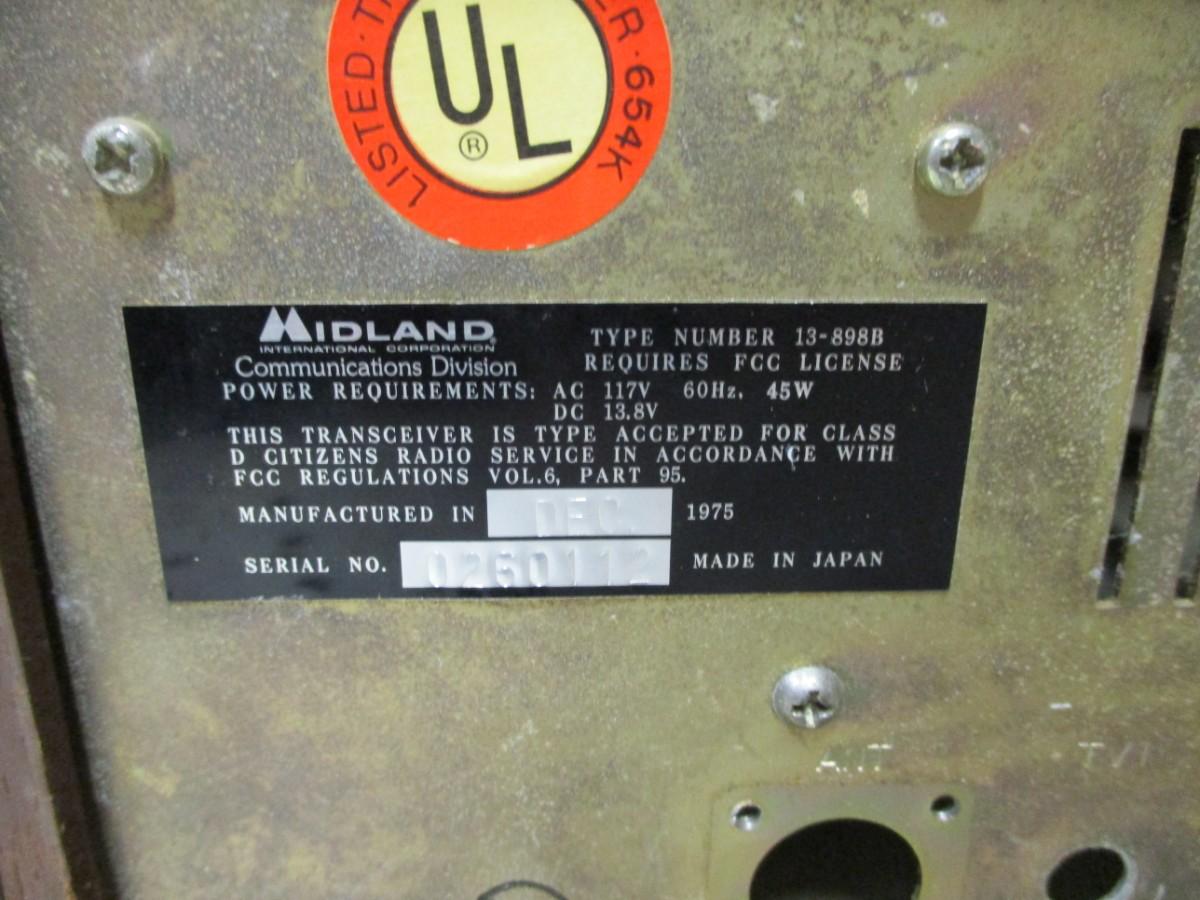 LISTED
654K
UL
®
MIDLAND
INTERNATIONAL CORPORATION
Communications Division
TYPE NUMBER 13-898B
REQUIRES FCC LICENSE
POWER REQUIREMENTS: AC 117V 60Hz, 45W
DC 13.8V
THIS TRANSCEIVER IS TYPE ACCEPTED FOR CLASS
D CITIZENS RADIO SERVICE IN ACCORDANCE WITH
FCC REGULATIONS VOL.6, PART 95.
MANUFACTURED IN DEC 1975
SERIAL NO. 0260112 MADE IN JAPAN
ANT